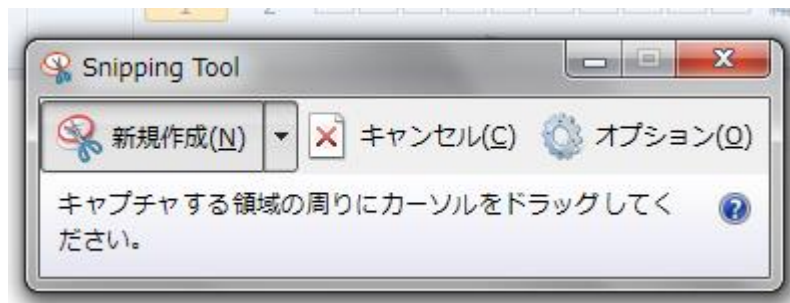 1 2
Snipping Tool
新規作成(N) キャンセル(C) オプション(O)
キャプチャする領域の周りにカーソルをドラッグしてく
ださい。